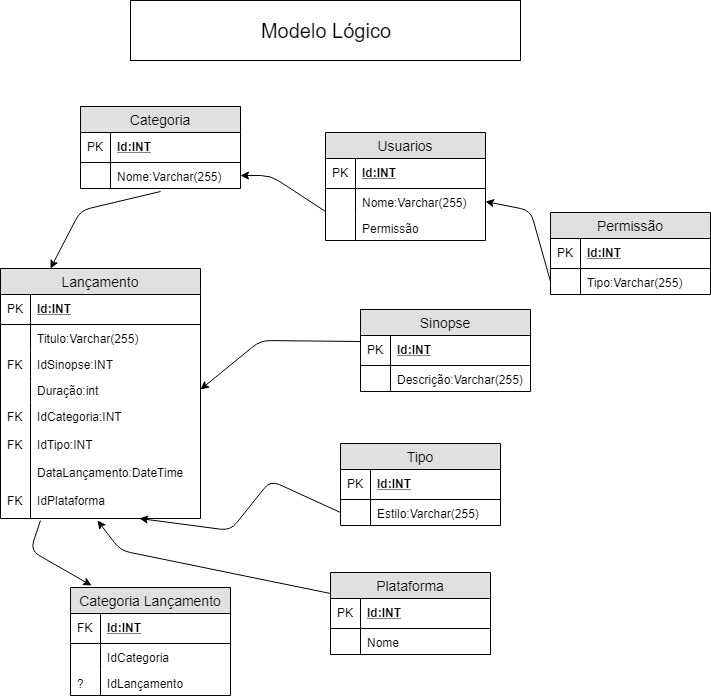 Modelo Lógico
Categoria
PK Id:INT
Nome:Varchar(255)
Usuarios
PK Id:INT
Nome:Varchar(255)
Permissão
Permissão
PK Id:INT
Tipo:Varchar(255)
Lançamento
PK Id:INT
Titulo:Varchar(255)
FK IdSinopse:INT
Duração:int
FK IdCategoria:INT
FK IdTipo:INT
DataLançamento:DateTime
FK IdPlataforma
Sinopse
PK Id:INT
Descrição:Varchar(255)
Tipo
PK Id:INT
Estilo:Varchar(255)
Plataforma
PK Id:INT
Nome
Categoria Lançamento
FK Id:INT
IdCategoria
? IdLançamento